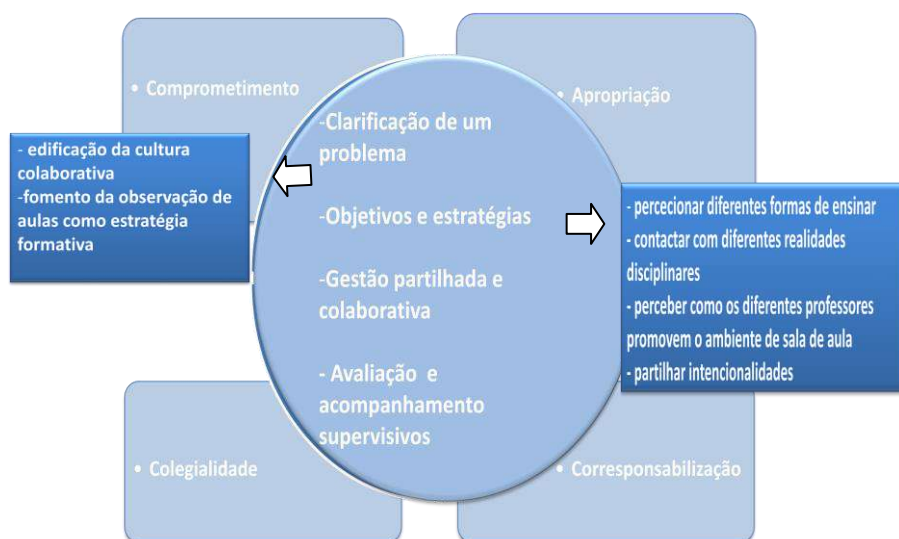 • Comprometimento
• Apropriação
- edificação da cultura
colaborativa
-fomento da observação de
aulas como estratégia
formativa
-Clarificação de um
problema
-Objetivos e estratégias
-Gestão partilhada e
colaborativa
- Avaliação e
acompanhamento
supervisivos
- percecionar diferentes formas de ensinar
- contactar com diferentes realidades
disciplinares
- perceber como os diferentes professores
promovem o ambiente de sala de aula
- partilhar intencionalidades
• Colegialidade
• Corresponsabilização